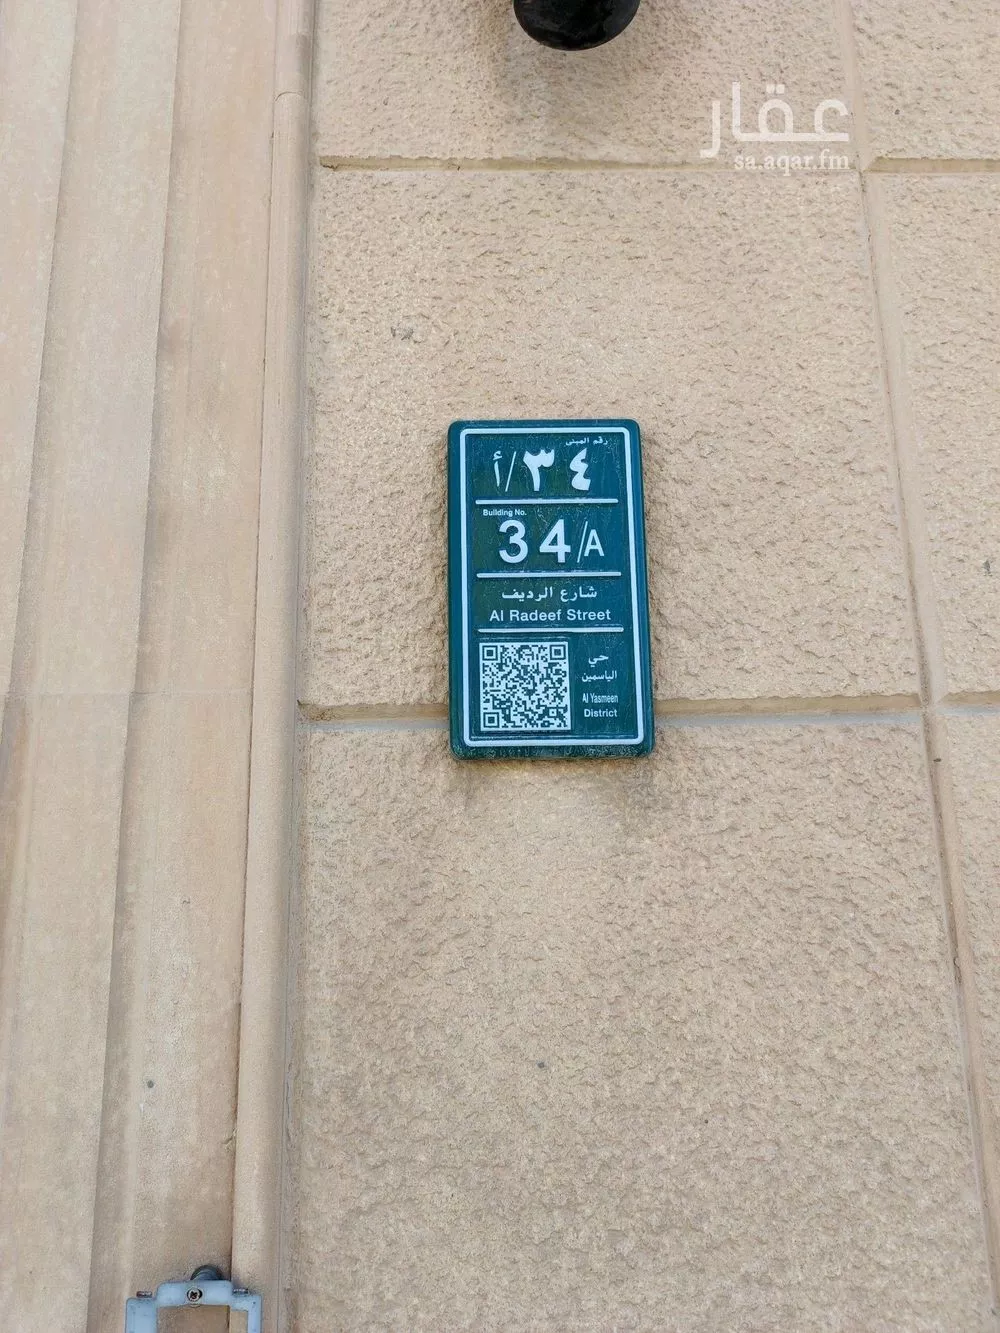 عقار
sa.aqar.fm
رقم المبنى
٣٤/أ
Building No.
34/A
شارع الرديف
Al Radeef Street
حي
الياسمين
Al Yasmeen
District